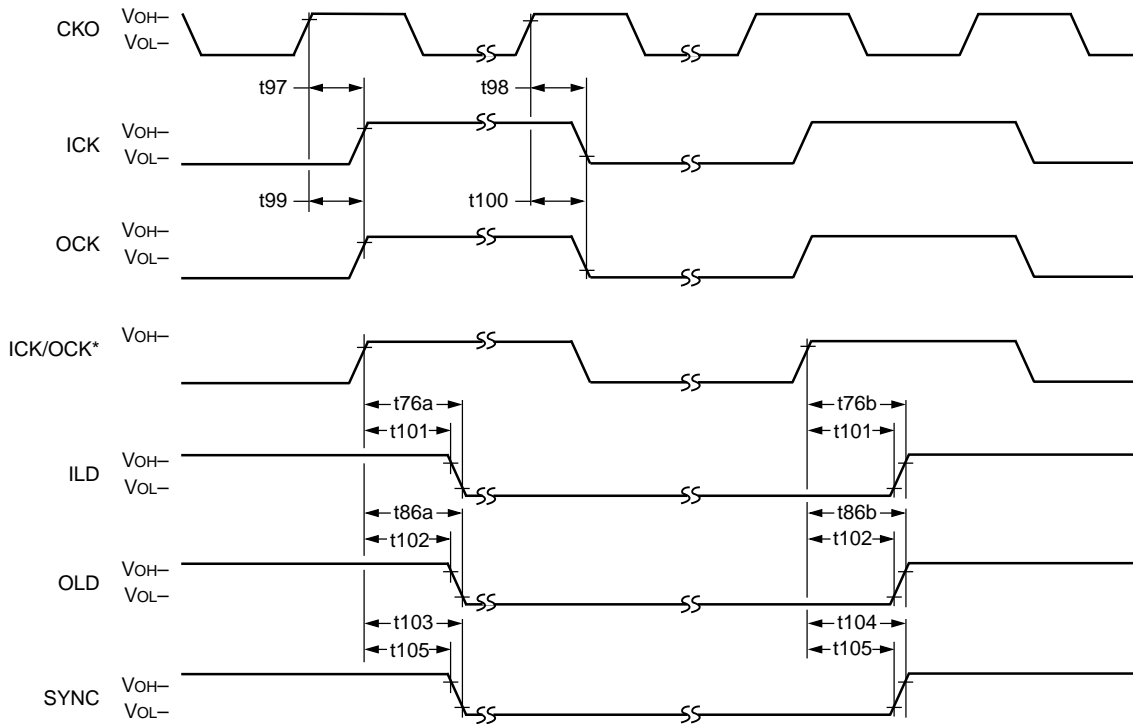 CKO
VOH–
VOL–
t97
t98
ICK
VOH–
VOL–
t99
t100
OCK
VOH–
VOL–
ICK/OCK*
VOH–
t76a
t76b
t101
t101
ILD
VOH–
VOL–
t86a
t86b
t102
t102
OLD
VOH–
VOL–
t103
t104
t105
t105
SYNC
VOH–
VOL–